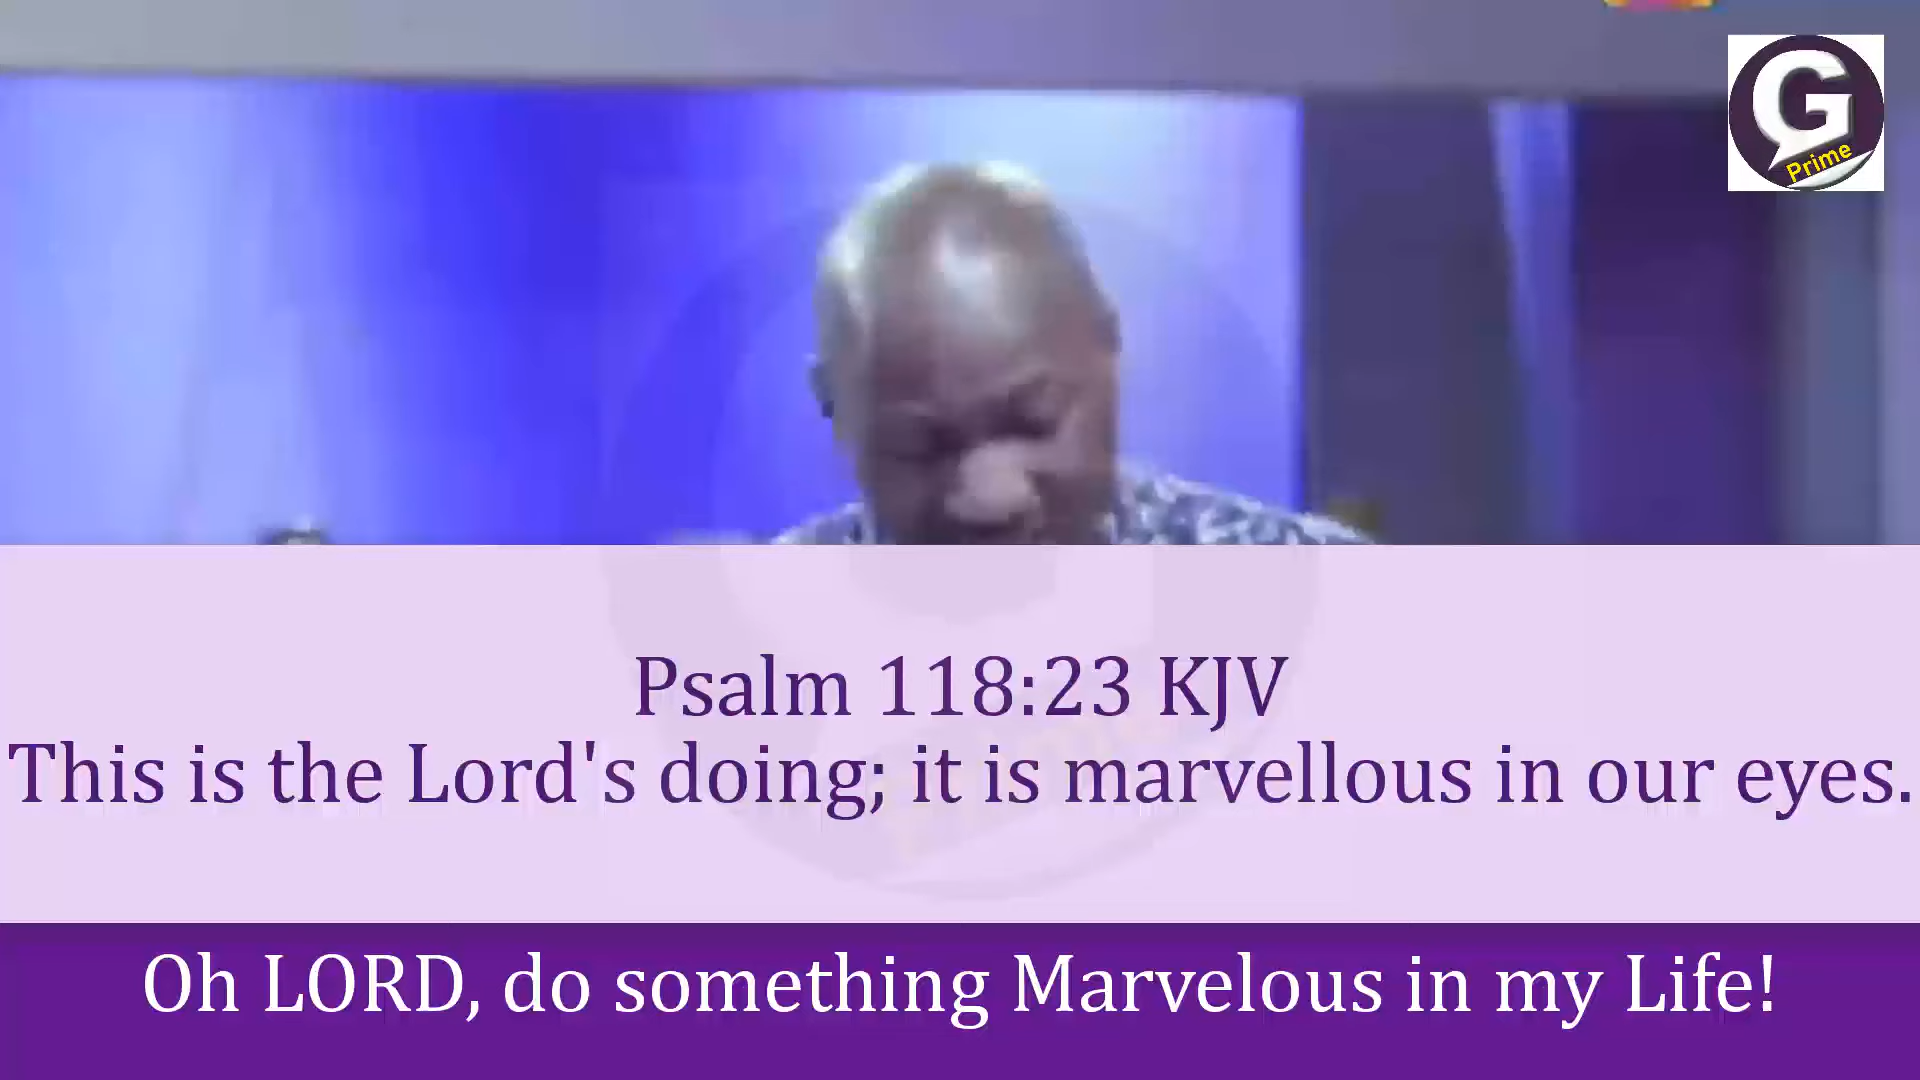 G
Prime
Psalm 118:23 KJV
This is the Lord's doing; it is marvellous in our eyes.
Oh LORD, do something Marvelous in my Life!